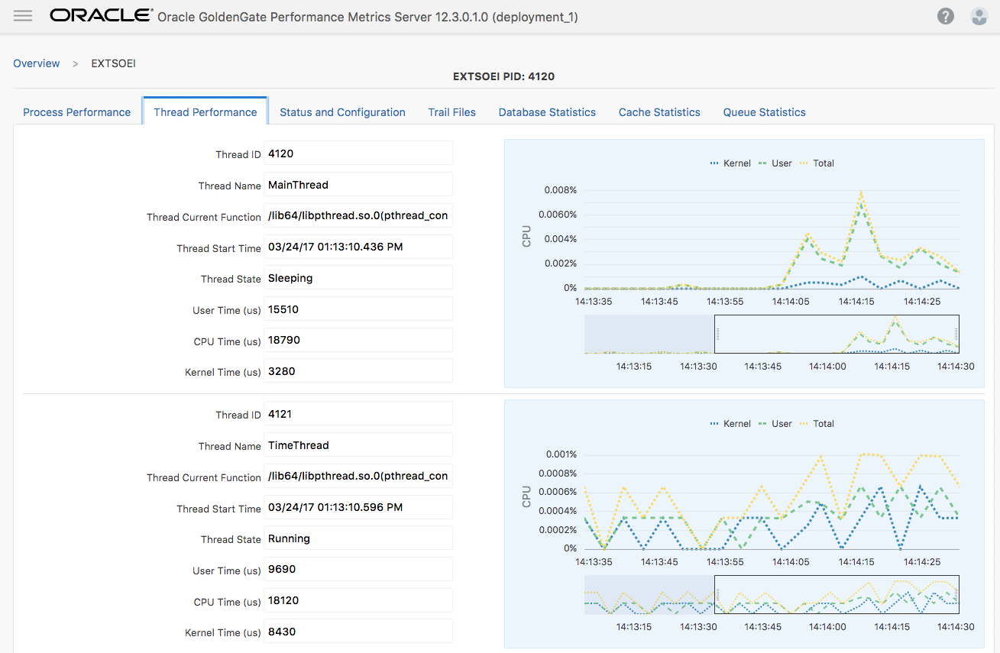 ORACLE® Oracle GoldenGate Performance Metrics Server 12.3.0.1.0 (deployment_1) ?
Overview > EXTSOEI
EXTSOEI PID: 4120
Process Performance Thread Performance Status and Configuration Trail Files Database Statistics Cache Statistics Queue Statistics
Thread ID 4120
Thread Name MainThread
Thread Current Function /lib64/libpthread.so.0(pthread_con
Thread Start Time 03/24/17 01:13:10.436 PM
Thread State Sleeping
User Time (us) 15510
CPU Time (us) 18790
Kernel Time (us) 3280
Kernel User Total
CPU
0.008%
0.0060%
0.004%
0.002%
0%
14:13:35 14:13:45 14:13:55 14:14:05 14:14:15 14:14:25
14:13:15 14:13:30 14:13:45 14:14:00 14:14:15 14:14:30
Thread ID 4121
Thread Name TimeThread
Thread Current Function /lib64/libpthread.so.0(pthread_con
Thread Start Time 03/24/17 01:13:10.596 PM
Thread State Running
User Time (us) 9690
CPU Time (us) 18120
Kernel Time (us) 8430
Kernel User Total
CPU
0.001%
0.0008%
0.0006%
0.0004%
0.0002%
0%
14:13:35 14:13:45 14:13:55 14:14:05 14:14:15 14:14:25
14:13:15 14:13:30 14:13:45 14:14:00 14:14:15 14:14:30